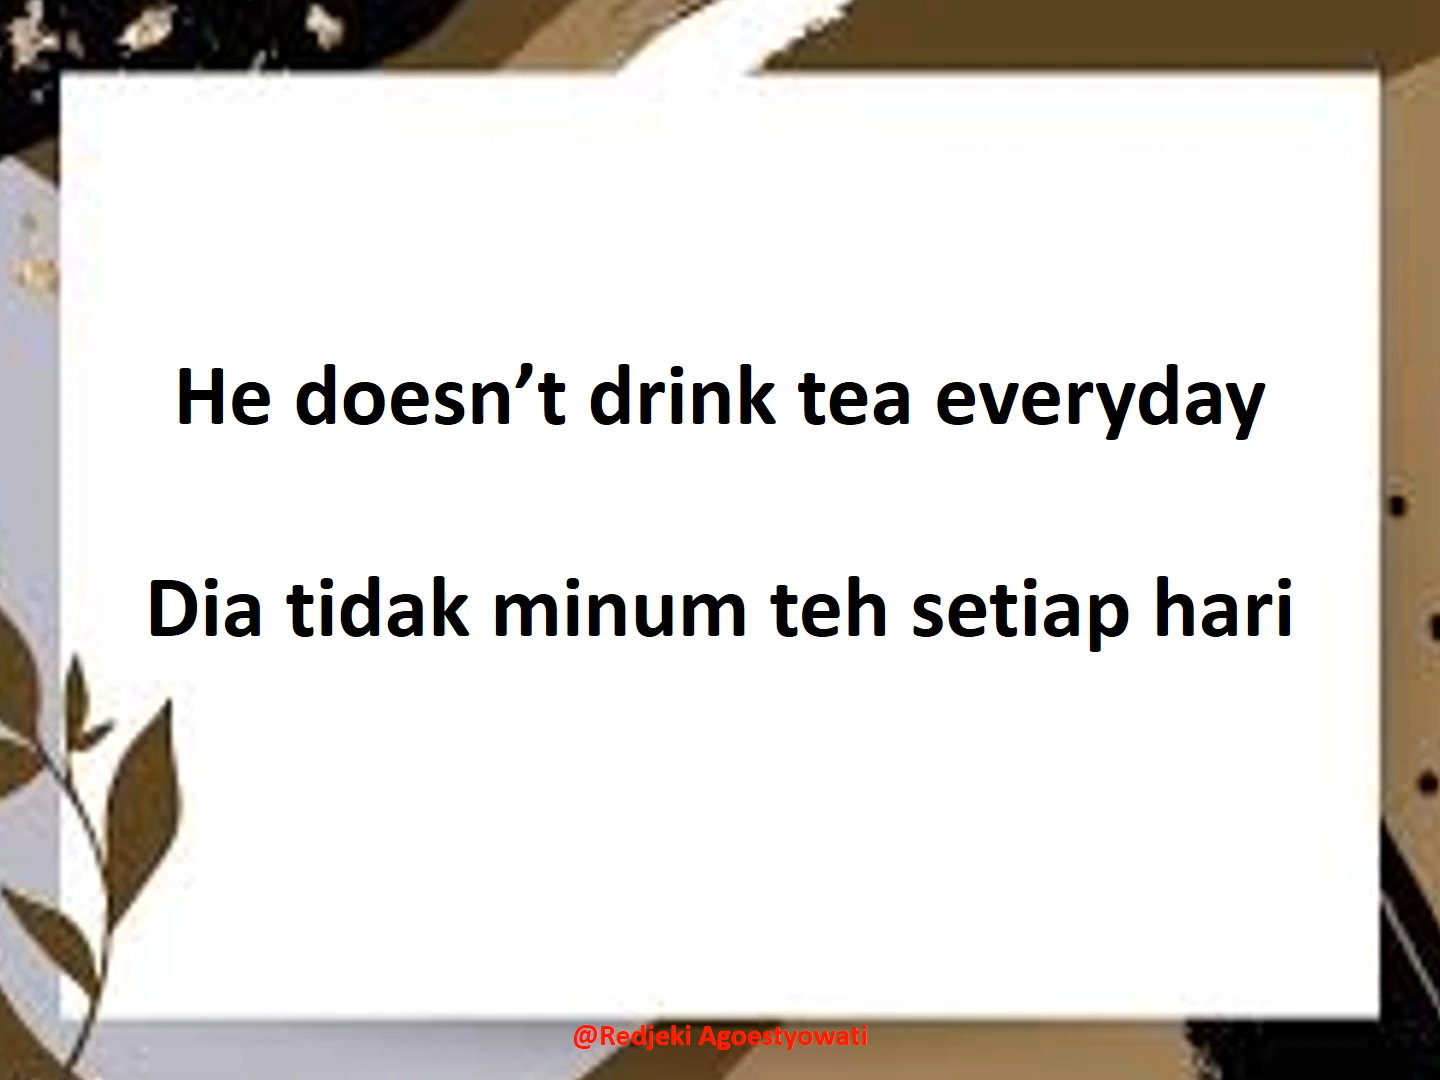 He doesn’t drink tea everyday
Dia tidak minum teh setiap hari
@Redjeki Agoestyowati